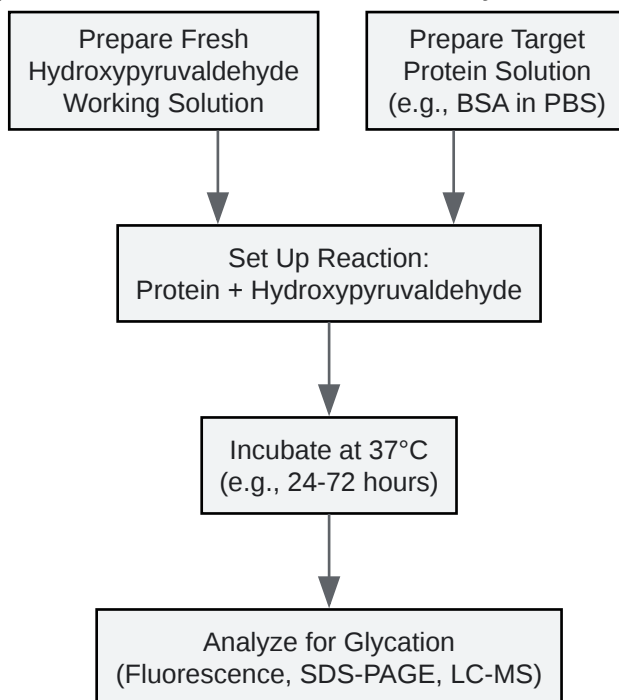 Prepare Fresh
Hydroxypyruvaldehyde
Working Solution
Prepare Target
Protein Solution
(e.g., BSA in PBS)
Set Up Reaction:
Protein + Hydroxypyruvaldehyde
Incubate at 37°C
(e.g., 24-72 hours)
Analyze for Glycation
(Fluorescence, SDS-PAGE, LC-MS)